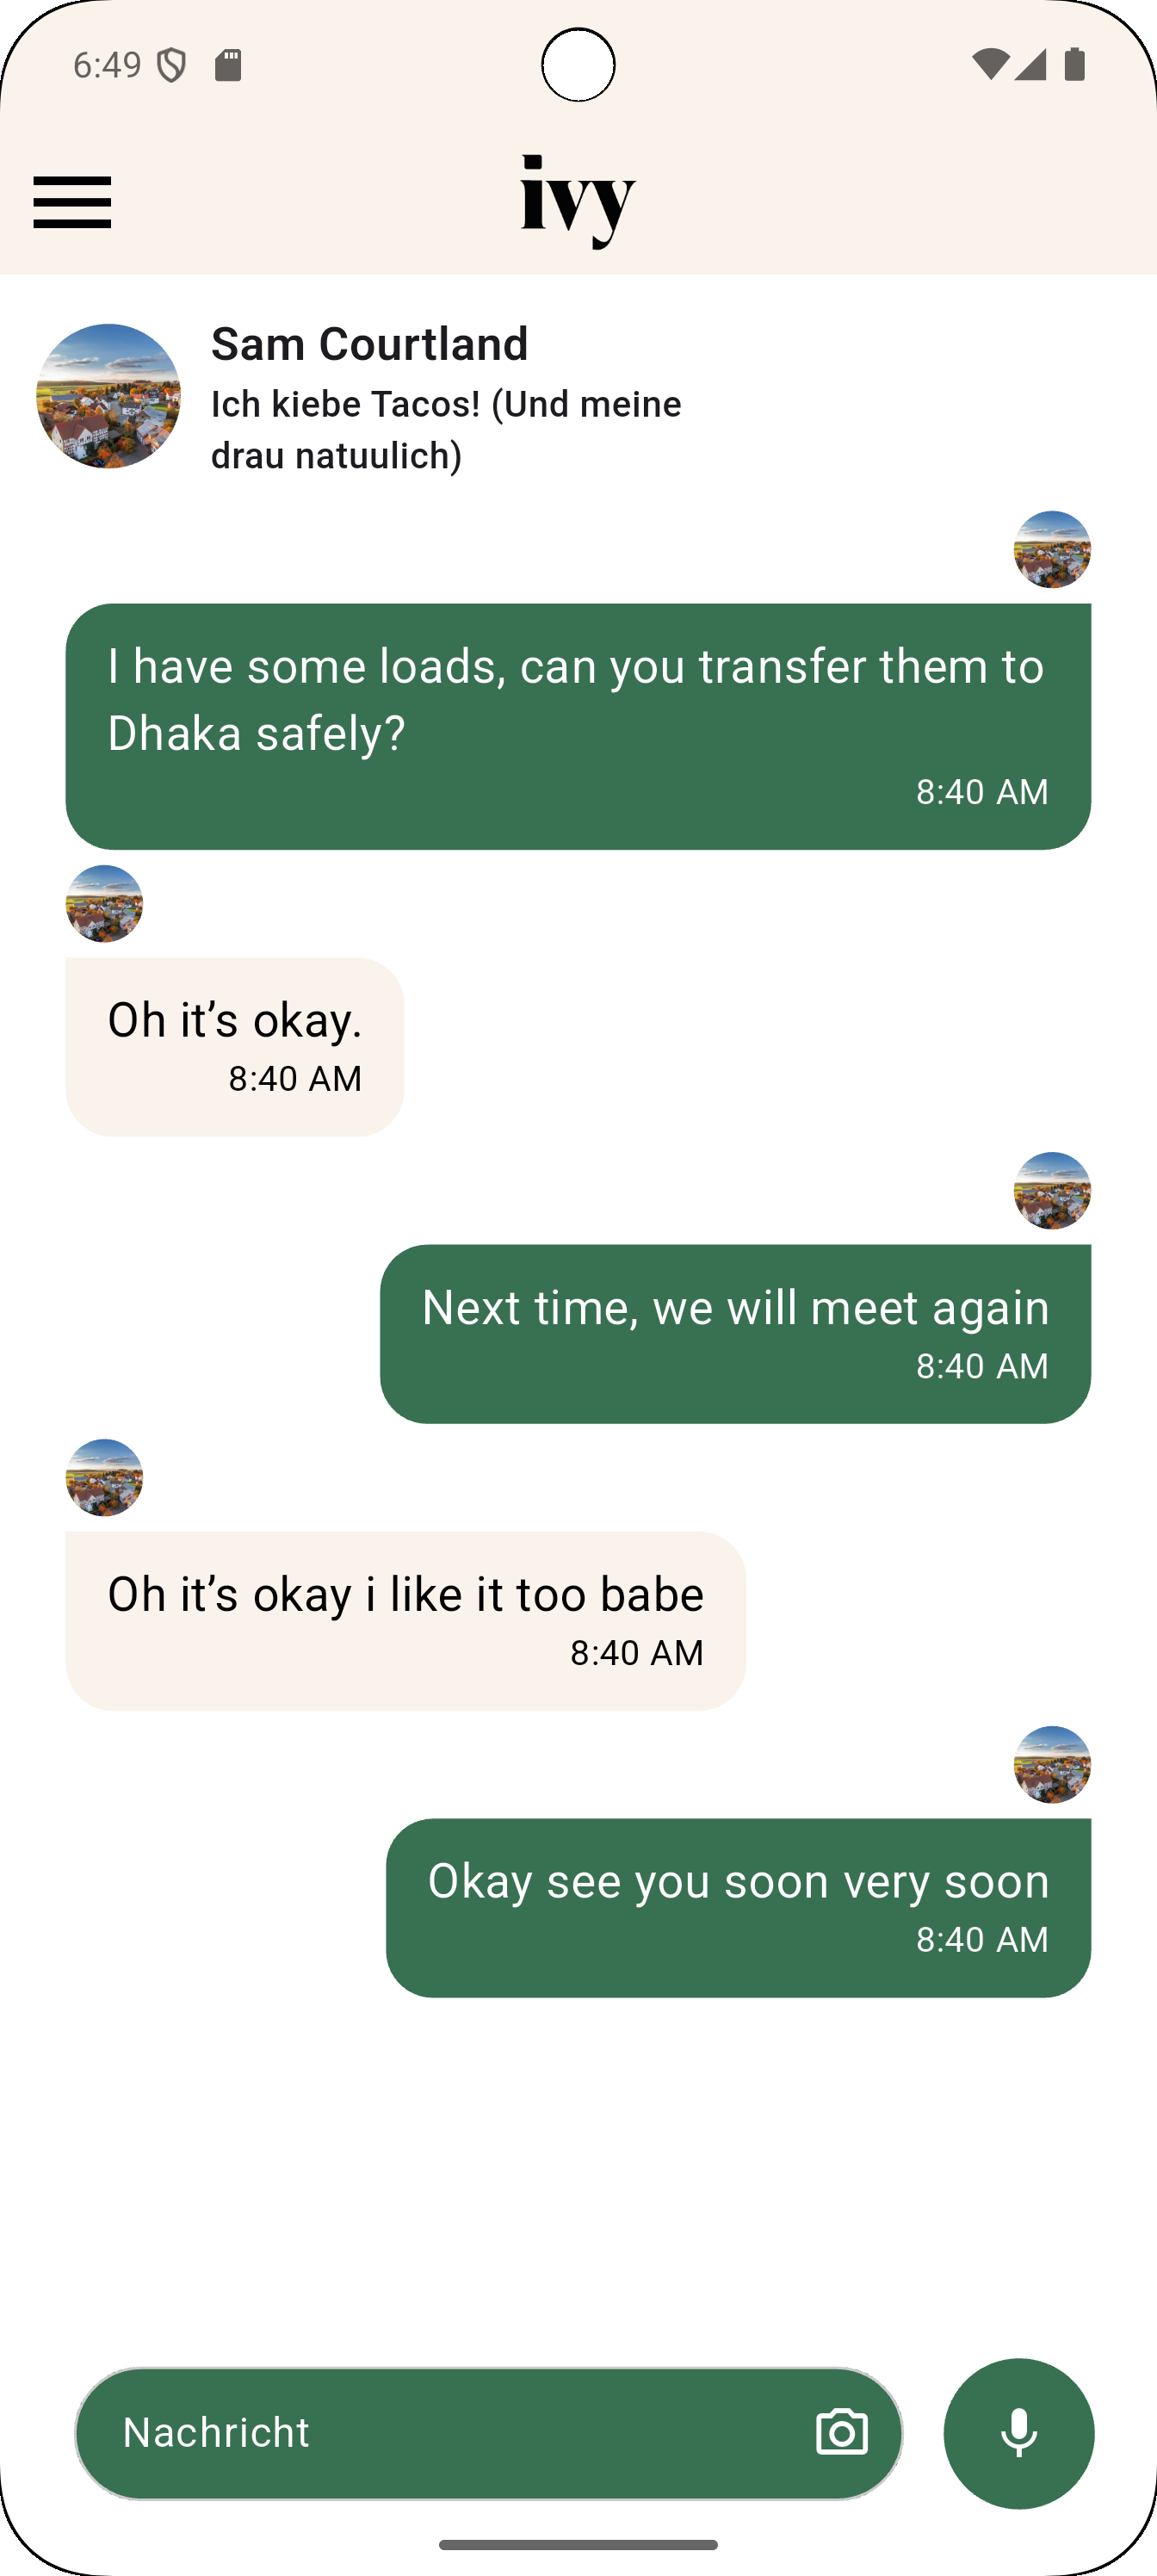 6:49
ivy
Sam Courtland
Ich kiebe Tacos! (Und meine
drau natuulich)
I have some loads, can you transfer them to
Dhaka safely?
8:40 AM
Oh it’s okay.
8:40 AM
Next time, we will meet again
8:40 AM
Oh it’s okay i like it too babe
8:40 AM
Okay see you soon very soon
8:40 AM
Nachricht